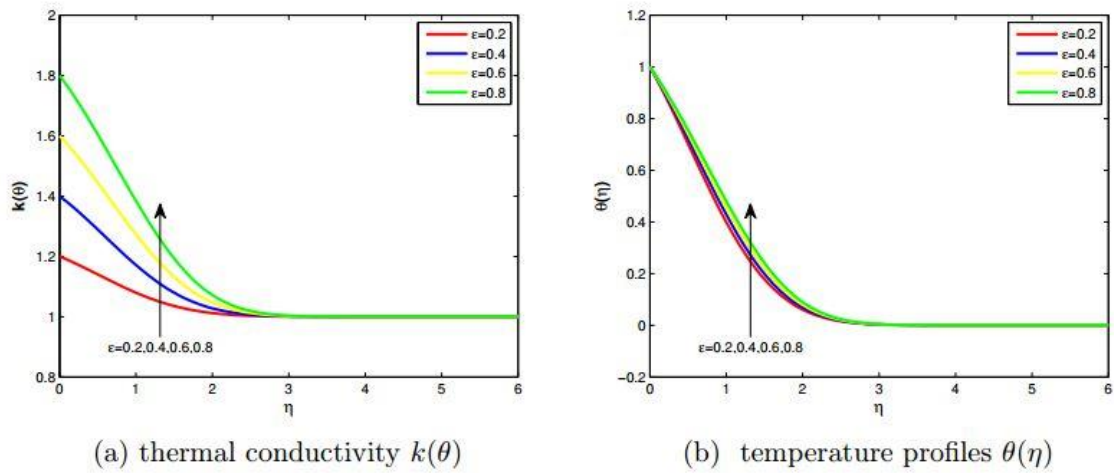 2
1.8
1.6
1.4
1.2
1
0.8
k(θ)
0 1 2 3 4 5 6
η
ε=0.2
ε=0.4
ε=0.6
ε=0.8
ε=0.2,0.4,0.6,0.8
(a) thermal conductivity k(θ)
1.2
1
0.8
0.6
0.4
0.2
0
−0.2
θ(η)
0 1 2 3 4 5 6
η
ε=0.2
ε=0.4
ε=0.6
ε=0.8
ε=0.2,0.4,0.6,0.8
(b) temperature profiles θ(η)